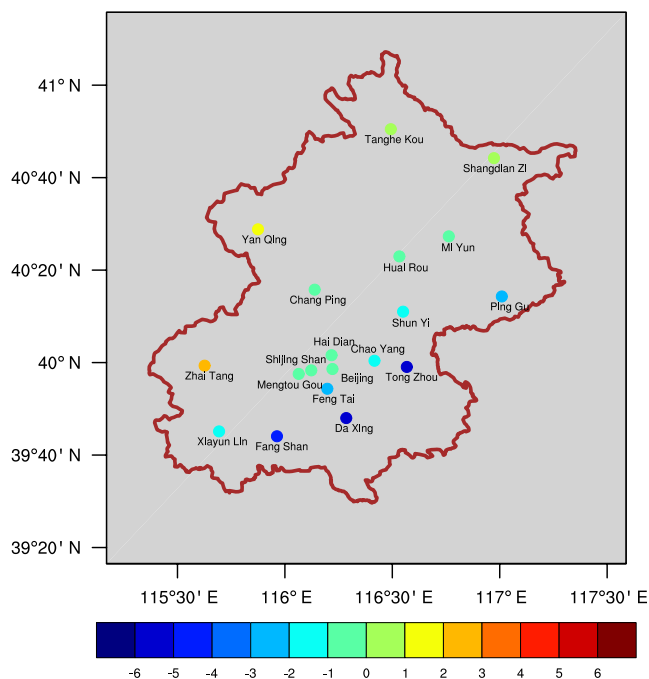 41° N
40°40' N
40°20' N
40° N
39°40' N
39°20' N
Tanghe Kou
ShangdIan ZI
Yan QIng
MI Yun
HuaI Rou
Chang PIng
PIng Gu
Shun Yi
Hai Dian
Chao Yang
ShIjIng Shan
Zhai Tang
Mengtou Gou
Beijing
Tong Zhou
Feng Tai
Da XIng
XIayun LIn
Fang Shan
115°30' E
116° E
116°30' E
117° E
117°30' E
-6 -5 -4 -3 -2 -1 0 1 2 3 4 5 6